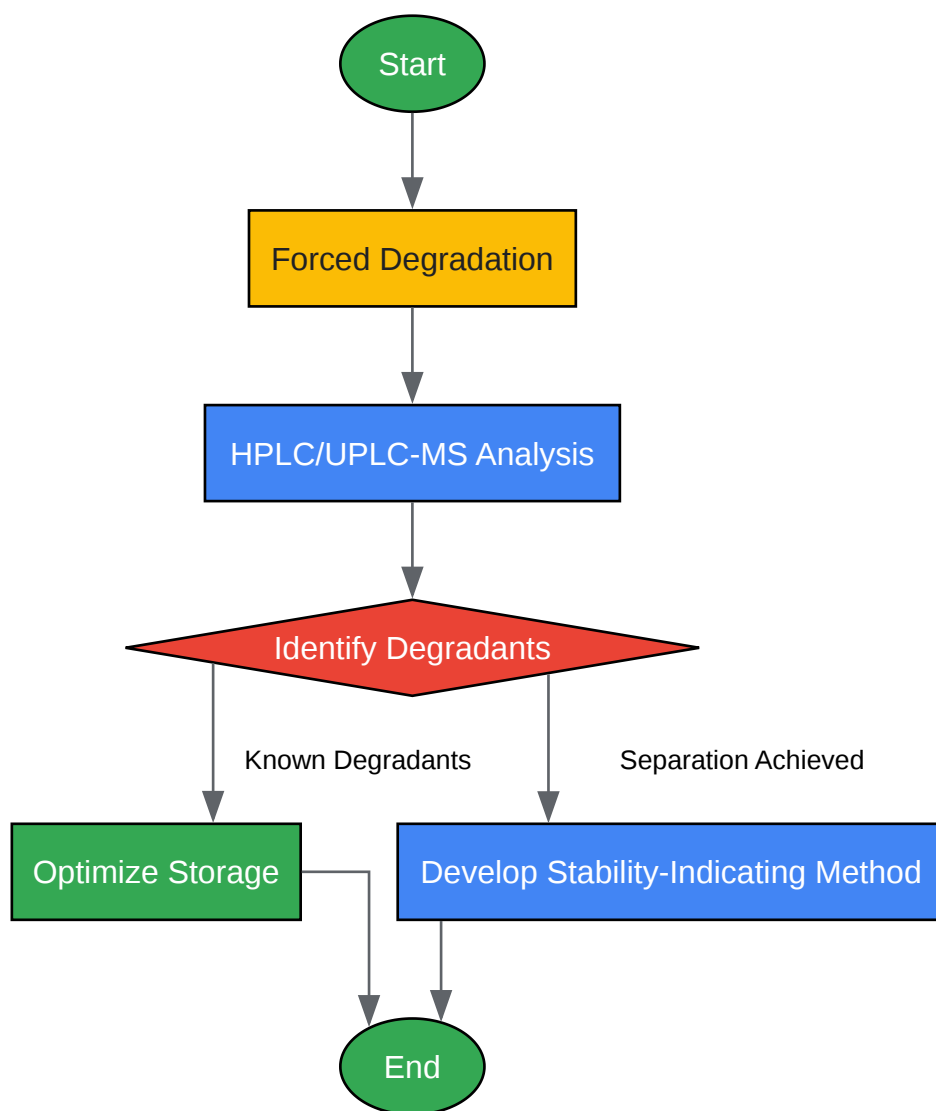 Start
Forced Degradation
HPLC/UPLC-MS Analysis
Identify Degradants
Known Degradants
Separation Achieved
Optimize Storage
Develop Stability-Indicating Method
End